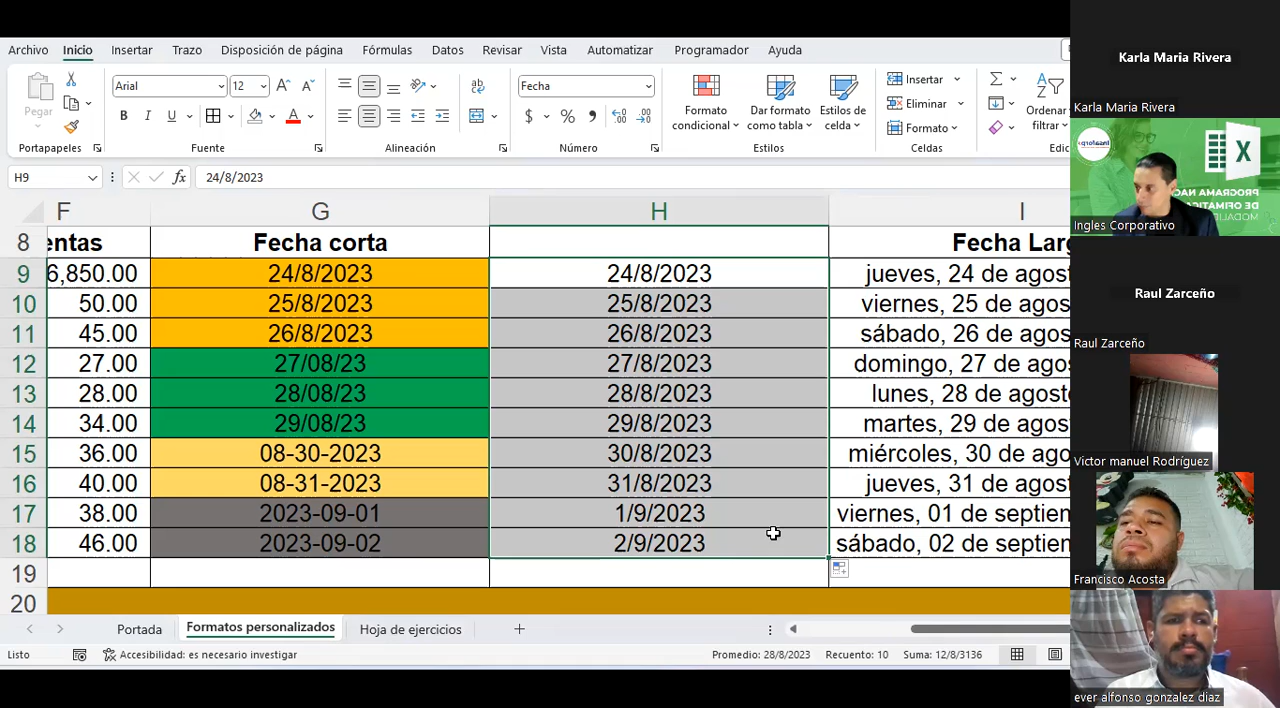 Archivo Inicio Insertar Trazo Disposición de página Fórmulas Datos Revisar Vista Automatizar Programador Ayuda
Pegar
Portapapeles
Arial 12
N K S
Fuente
ab
Alineación
Fecha
$ % 000
Número
Formato condicional
Dar formato como tabla
Estilos de celda
Estilos
Insertar
Eliminar
Formato
Celdas
Ordenar
filtrar
H9 fx 24/8/2023
F G H I
8 entas Fecha corta Fecha Larg
9 6,850.00 24/8/2023 24/8/2023 jueves, 24 de agost
10 50.00 25/8/2023 25/8/2023 viernes, 25 de agos
11 45.00 26/8/2023 26/8/2023 sábado, 26 de agos
12 27.00 27/08/23 27/8/2023 domingo, 27 de agos
13 28.00 28/08/23 28/8/2023 lunes, 28 de agost
14 34.00 29/08/23 29/8/2023 martes, 29 de agos
15 36.00 08-30-2023 30/8/2023 miércoles, 30 de ago
16 40.00 08-31-2023 31/8/2023 jueves, 31 de agos
17 38.00 2023-09-01 1/9/2023 viernes, 01 de septien
18 46.00 2023-09-02 2/9/2023 sábado, 02 de septien
19
20
Portada Formatos personalizados Hoja de ejercicios
Listo Accesibilidad: es necesario investigar Promedio: 28/8/2023 Recuento: 10 Suma: 12/8/3136
Karla Maria Rivera
Karla Maria Rivera
X
PROGRAMA NAC
DE OFIMATICA
MODALID
Ingles Corporativo
Raul Zarceño
Raul Zarceño
Victor manuel Rodríguez
Francisco Acosta
ever alfonso gonzalez diaz